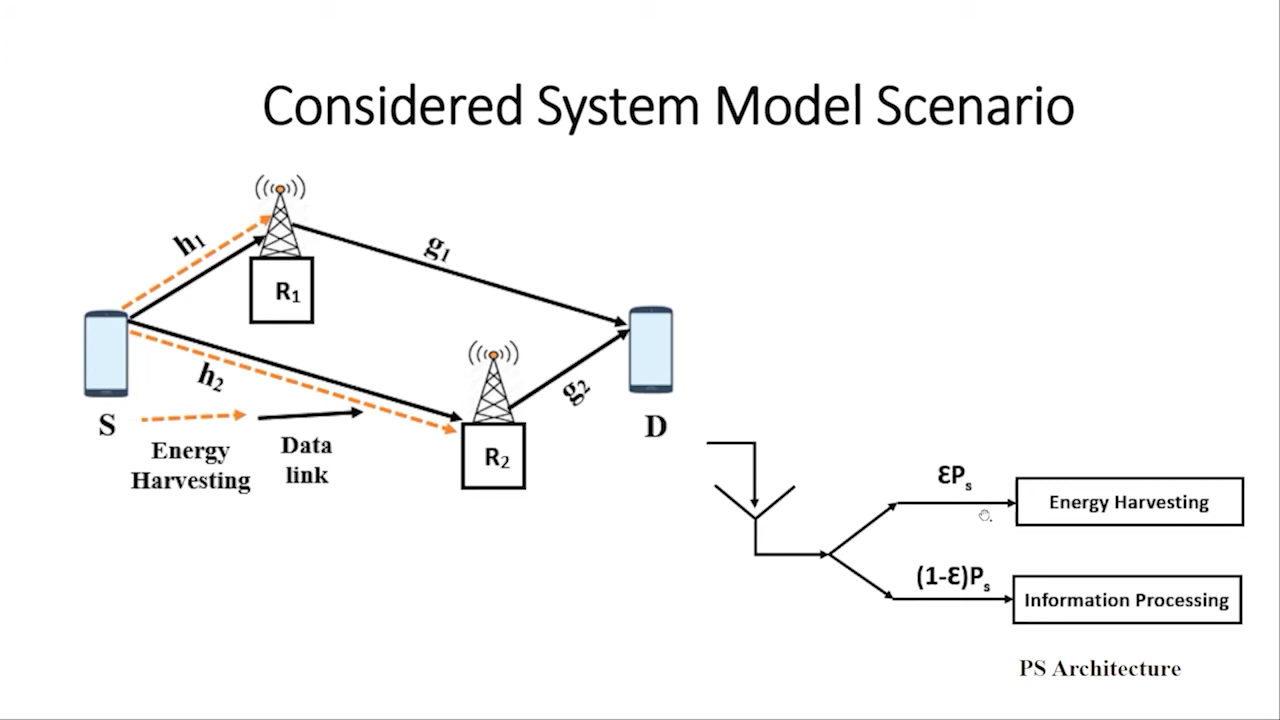 Considered System Model Scenario
h₁
R₁
g₁
h₂
S
Energy
Harvesting
Data
link
R₂
g₂
D
ƐPₛ
Energy Harvesting
(1-Ɛ)Pₛ
Information Processing
PS Architecture